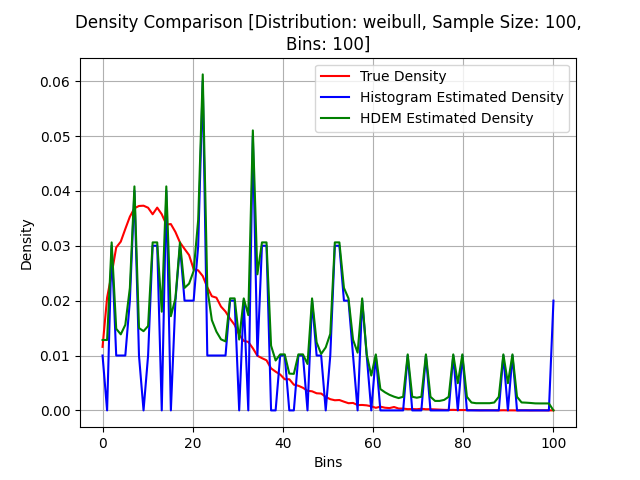 Density Comparison [Distribution: weibull, Sample Size: 100,
Bins: 100]
True Density
Histogram Estimated Density
HDEM Estimated Density
Density
0.06
0.05
0.04
0.03
0.02
0.01
0.00
0 20 40 60 80 100
Bins